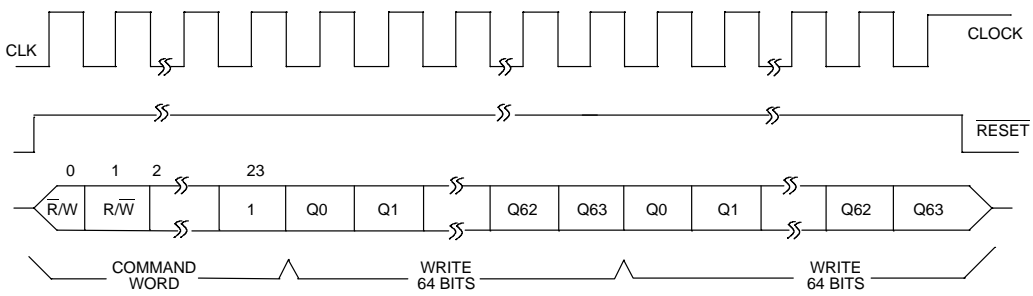 CLK
CLOCK
R̅E̅S̅E̅T̅
0 1 2 23
R̅/W R/W̅ 1 Q0 Q1 Q62 Q63 Q0 Q1 Q62 Q63
COMMAND WORD
WRITE 64 BITS
WRITE 64 BITS